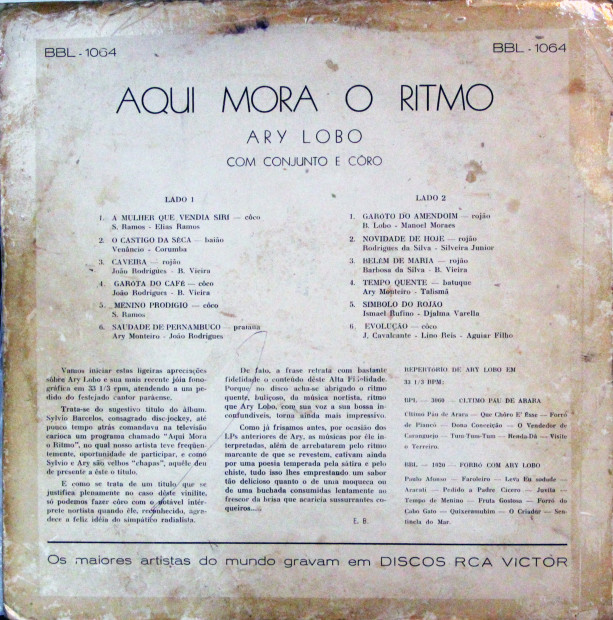 BBL - 1064
BBL - 1064
AQUI MORA O RITMO
ARY LOBO
COM CONJUNTO E CÔRO
LADO 1
1. A MULHER QUE VENDIA SIRI — côco
S. Ramos - Elias Ramos
2. O CASTIGO DA SÊCA — baião
Venâncio - Corumba
3. CAVEIRA — rojão
João Rodrigues - B. Vieira
4. GAROTA DO CAFÉ — côco
João Rodrigues - B. Vieira
5. MENINO PRODIGIO — côco
S. Ramos
6. SAUDADE DE PERNAMBUCO — praiana
Ary Monteiro - João Rodrigues
LADO 2
1. GAROTO DO AMENDOIM — rojão
B. Lobo - Manoel Moraes
2. NOVIDADE DE HOJE — rojão
Rodrigues da Silva - Silveira Junior
3. BELÉM DE MARIA — rojão
Barbosa da Silva - B. Vieira
4. TEMPO QUENTE — batuque
Ary Monteiro - Talismã
5. SIMBOLO DO ROJÃO
Ismael Rufino - Djalma Varella
6. EVOLUÇÃO — côco
J. Cavalcante - Lino Reis - Aguiar Filho
Vamos iniciar estas ligeiras apreciações
sôbre Ary Lobo e sua mais recente jóia fono-
gráfica em 33 1/3 rpm, atendendo a um pe-
dido do festejado cantor paraense.
Trata-se do sugestivo título do álbum.
Sylvio Barcelos, consagrado disc-jockey, até
pouco tempo atrás comandava na televisão
carioca um programa chamado "Aqui Mora
o Ritmo", no qual nosso artista teve freqüen-
temente, oportunidade de participar, e como
Sylvio e Ary são velhos "chapas", aquêle deu
de presente a êste o título.
E como se trata de um título que se
justifica plenamente no caso dêste vinilite,
só podemos fazer côro com o notável intér-
prete nortista quando êle, reconhecido, agra-
dece a feliz idéia do simpático radialista.
De fato, a frase retrata com bastante
fidelidade o conteúdo dêste Alta Fidelidade.
Porque no disco acha-se abrigado o ritmo
quente, buliçoso, da música nortista, ritmo
que Ary Lobo, com sua voz a sua bossa in-
confundíveis, torna ainda mais impressivo.
Como já frisamos antes, por ocasião dos
LPs anteriores de Ary, as músicas por êle in-
terpretadas, além de arrebatarem pelo ritmo
marcante de que se revestem, cativam ainda
por uma poesia temperada pela sátira e pelo
chiste, tudo isso lhes emprestando um sabor
tão delicioso quanto o de uma moqueca ou
de uma buchada consumidas lentamente ao
frescor da brisa que acaricia sussurrantes co-
queiros....
E. B.
REPERTORIO DE ARY LOBO EM
33 1/3 RPM:
BPL — 3068 — ULTIMO PAU DE ARARA
Último Páu de Arara — Que Chôro É' Êsse — Forró
de Piancó — Dona Conceição — O Vendedor de
Caranguejo — Tum-Tum-Tum — Benda-Dá — Visite
o Terreiro.
BBL — 1020 — FORRÓ COM ARY LOBO
Paulo Afonso — Faroleiro — Leva Eu sodade —
Aracati — Pedido a Padre Cícero — Juvita —
Tempo de Menino — Fruta Gostosa — Forró do
Cabo Gato — Quixeramobim — O Criador — Sen-
tinela do Mar.
Os maiores artistas do mundo gravam em DISCOS RCA VICTOR